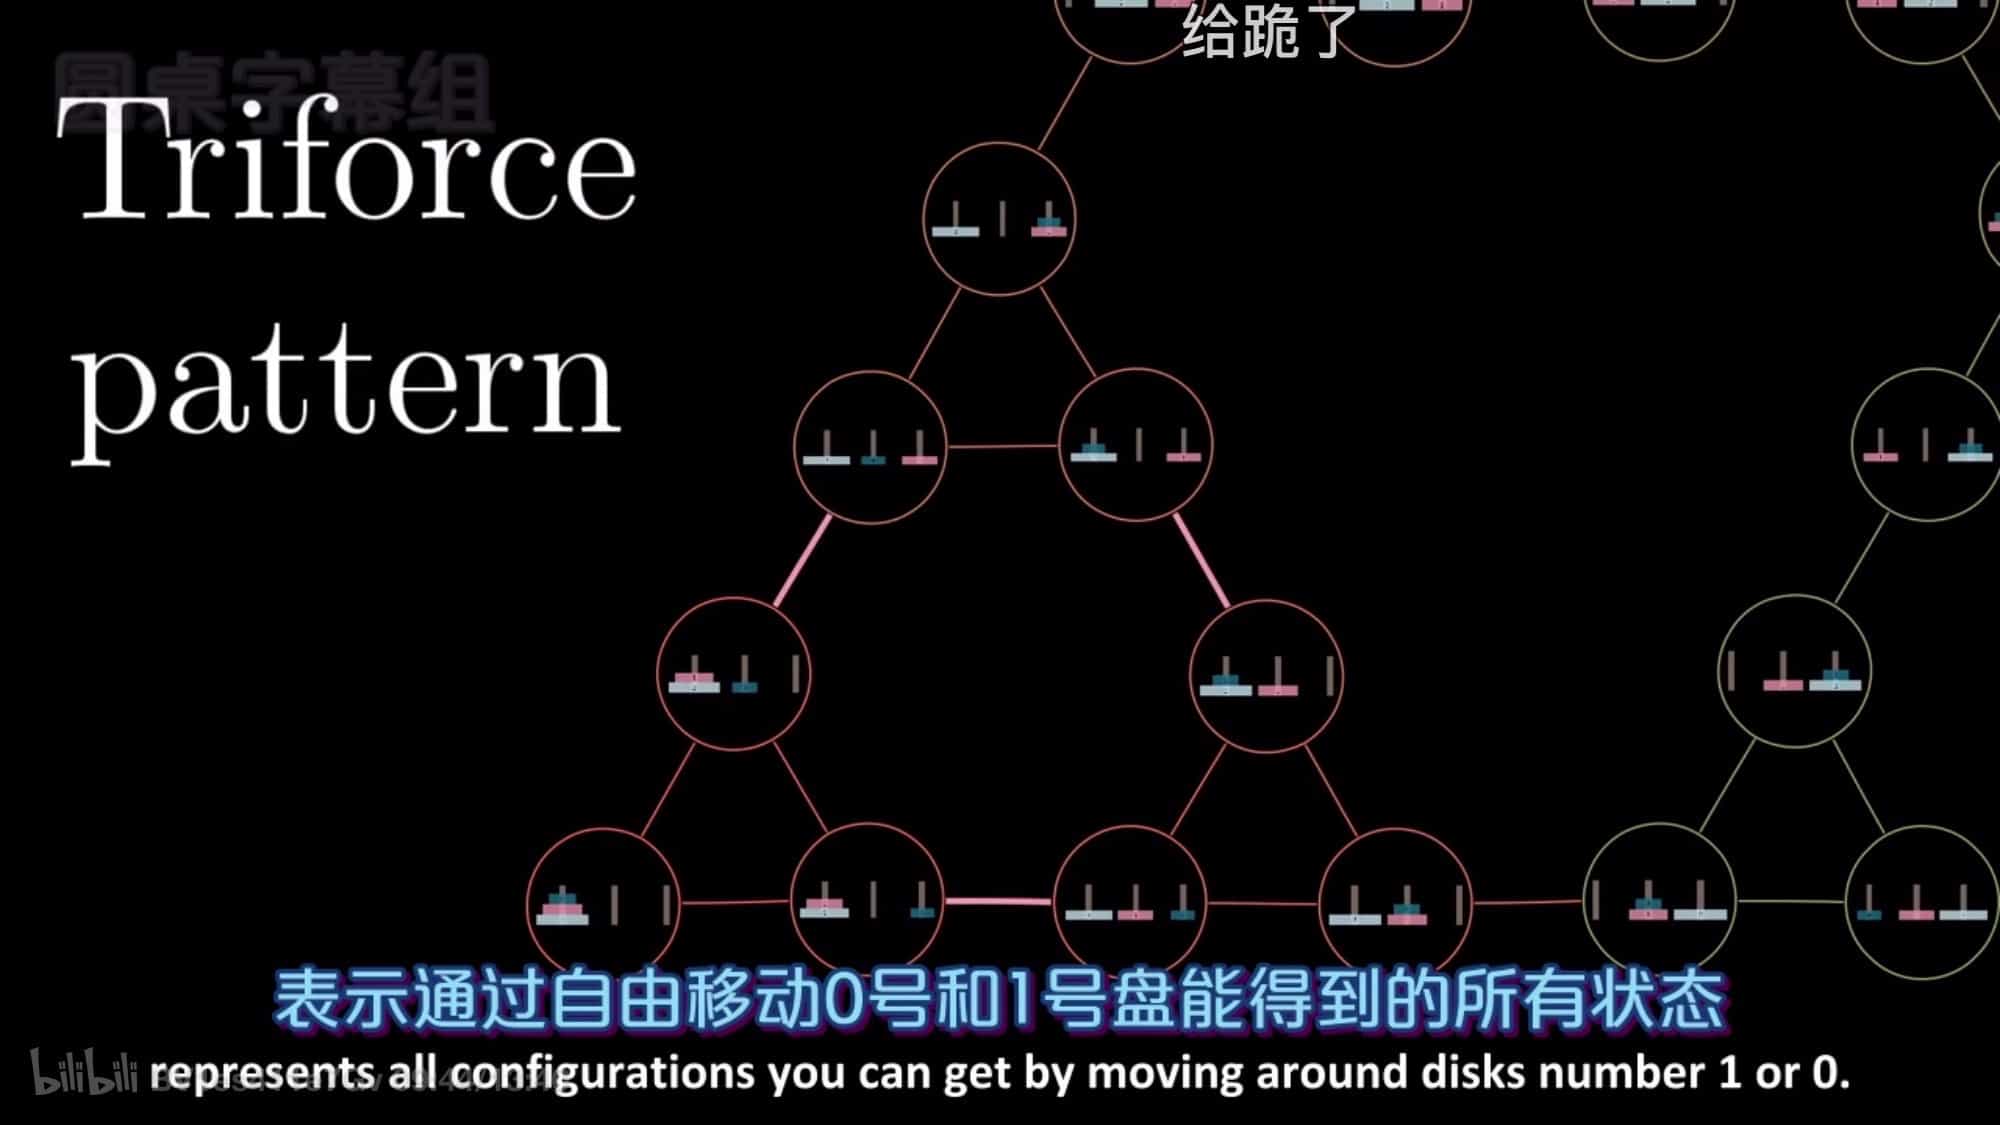 给跪了
圆桌字幕组
Triforce
pattern
表示通过自由移动0号和1号盘能得到的所有状态
represents all configurations you can get by moving around disks number 1 or 0.
bilibili